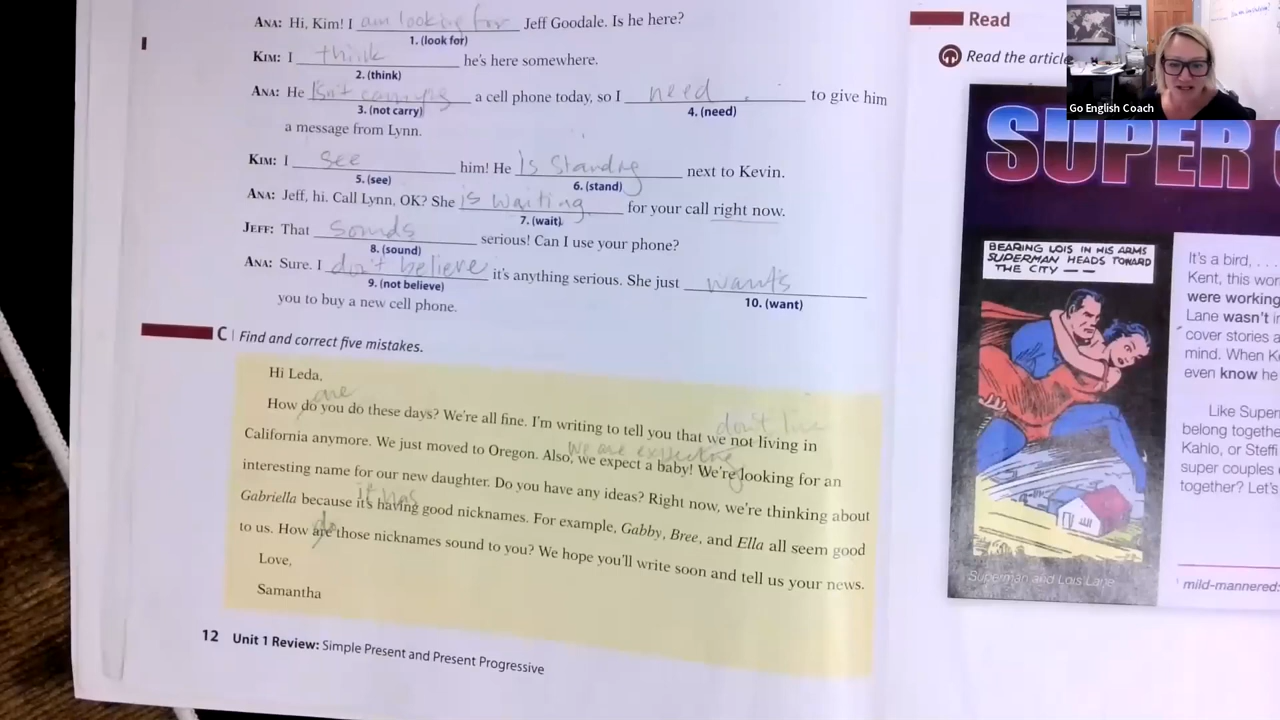 ANA: Hi, Kim! I am looking for Jeff Goodale. Is he here?
1. (look for)
KIM: I think he's here somewhere.
2. (think)
ANA: He Isn't carrying a cell phone today, so I need to give him
3. (not carry) 4. (need)
a message from Lynn.
KIM: I see him! He Is standing next to Kevin.
5. (see) 6. (stand)
ANA: Jeff, hi. Call Lynn, OK? She is waiting for your call right now.
7. (wait)
JEFF: That sounds serious! Can I use your phone?
8. (sound)
ANA: Sure. I don't believe it's anything serious. She just wants
9. (not believe) 10. (want)
you to buy a new cell phone.
C Find and correct five mistakes.
Hi Leda,
are
How do you do these days? We're all fine. I'm writing to tell you that we not living in
don't live
California anymore. We just moved to Oregon. Also, we expect a baby! We're looking for an
we are expecting
interesting name for our new daughter. Do you have any ideas? Right now, we're thinking about
it has
Gabriella because it's having good nicknames. For example, Gabby, Bree, and Ella all seem good
do
to us. How are those nicknames sound to you? We hope you'll write soon and tell us your news.
Love,
Samantha
12 Unit 1 Review: Simple Present and Present Progressive
Read
Read the article
Go English Coach
SUPER
BEARING LOIS IN HIS ARMS
SUPERMAN HEADS TOWARD
THE CITY — —
Superman and Lois Lane
It's a bird, . . .
Kent, this
were working
Lane wasn't
cover stories
mind. When
even know he
Like Super
belong together
Kahlo, or Steffi
super couples
together? Let's
mild-mannered: